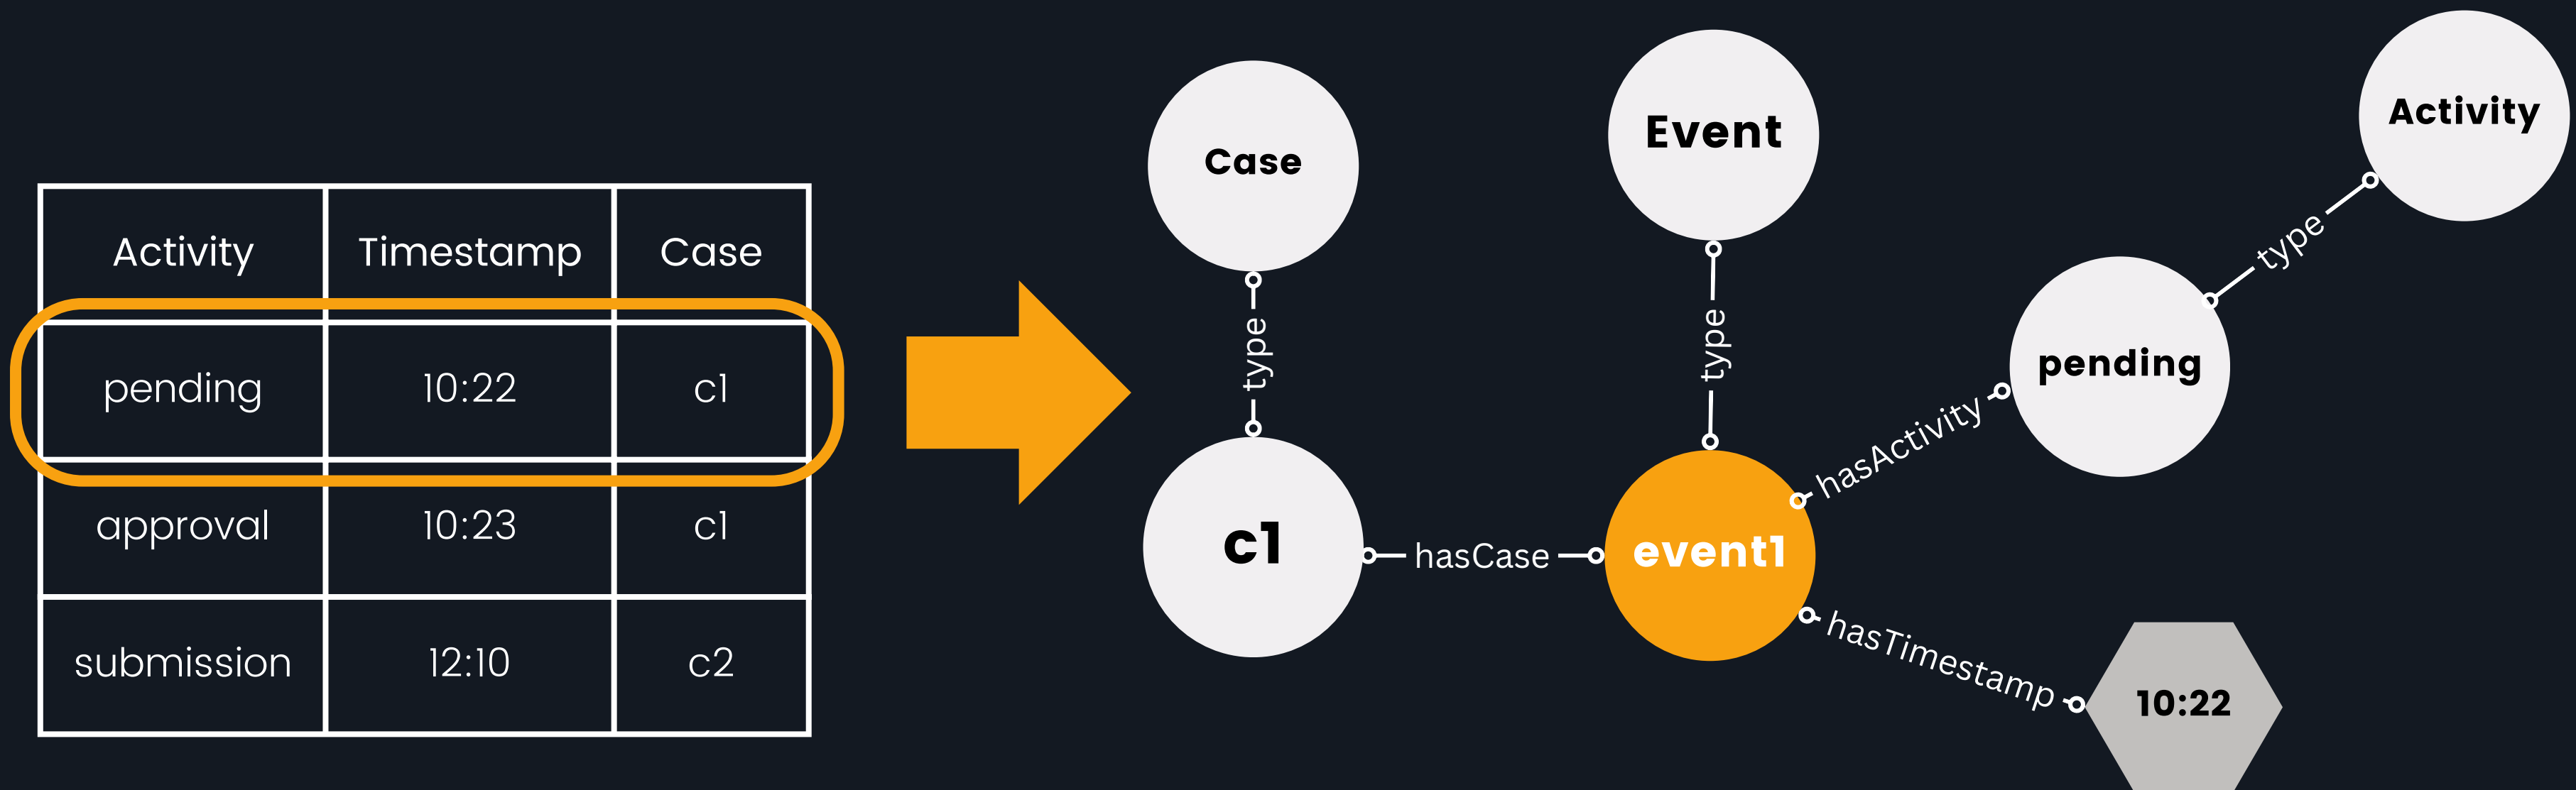 Activity Timestamp Case
pending 10:22 c1
approval 10:23 c1
submission 12:10 c2
Case
type
c1
hasCase
Event
type
event1
hasActivity
pending
type
Activity
hasTimestamp
10:22